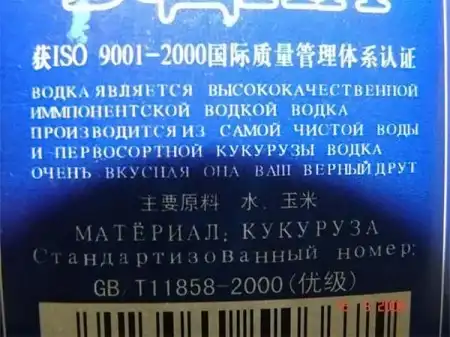 获ISO 9001-2000国际质量管理体系认证
ВОДКА ЯВЛЯЕТСЯ ВЫСОКОКАЧЕСТВЕННОЙ
ИММПОНЕНТСКОЙ ВОДКОЙ ВОДКА
ПРОИЗВОДИТСЯ ИЗ САМОЙ ЧИСТОЙ ВОДЫ
И ПЕРВОСОРТНОЙ КУКУРУЗЫ ВОДКА
ОЧЕНЪ ВКУСНАЯ ОНА ВАШ ВЕРНЫЙ ДРУТ
主要原料 水、玉米
МАТЕРИАЛ: КУКУРУЗА
Стандартизованный номер:
GB/T11858-2000(优级)